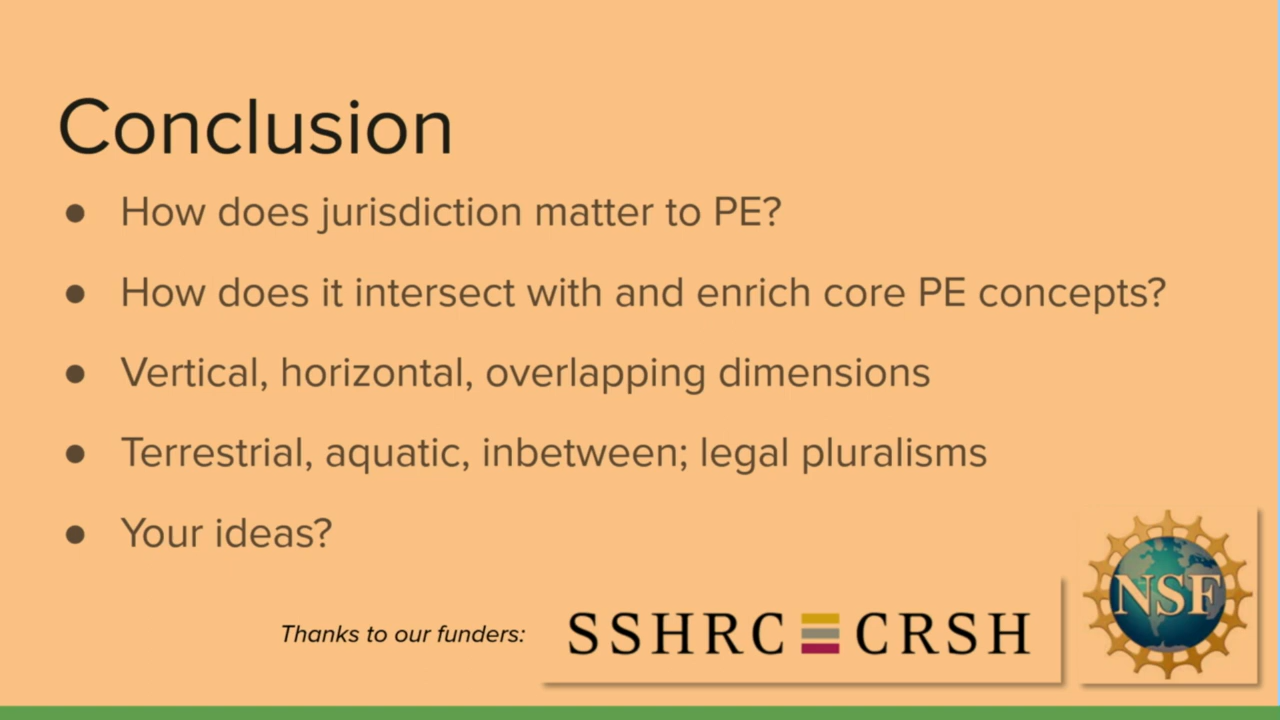 Conclusion
● How does jurisdiction matter to PE?
● How does it intersect with and enrich core PE concepts?
● Vertical, horizontal, overlapping dimensions
● Terrestrial, aquatic, inbetween; legal pluralisms
● Your ideas?
Thanks to our funders:
SSHRC CRSH
NSF